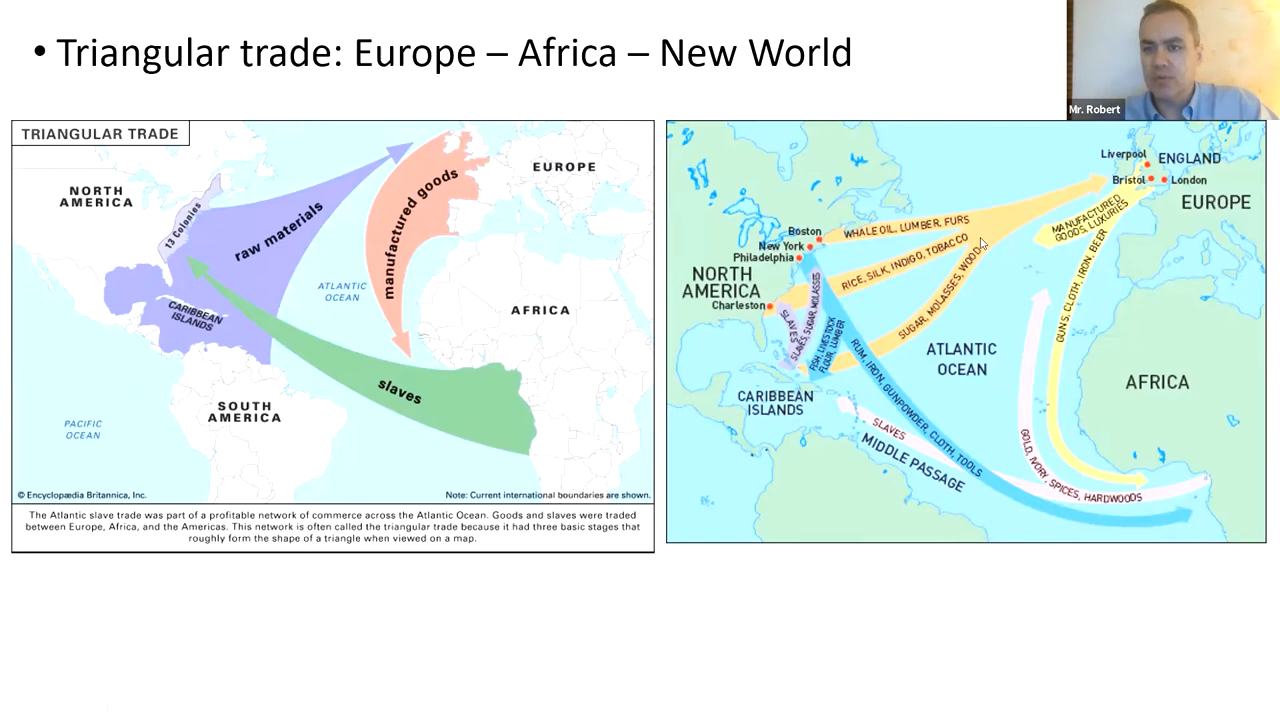 • Triangular trade: Europe – Africa – New World
Mr. Robert
TRIANGULAR TRADE
NORTH
AMERICA
13 Colonies
raw materials
manufactured goods
EUROPE
ATLANTIC
OCEAN
CARIBBEAN
ISLANDS
AFRICA
slaves
SOUTH
AMERICA
PACIFIC
OCEAN
© Encyclopædia Britannica, Inc.
Note: Current international boundaries are shown.
The Atlantic slave trade was part of a profitable network of commerce across the Atlantic Ocean. Goods and slaves were traded
between Europe, Africa, and the Americas. This network is often called the triangular trade because it had three basic stages that
roughly form the shape of a triangle when viewed on a map.
Liverpool
ENGLAND
Bristol
London
EUROPE
MANUFACTURED
GOODS, LUXURIES
Boston
New York
Philadelphia
WHALE OIL, LUMBER, FURS
RICE, SILK, INDIGO, TOBACCO
SUGAR, MOLASSES, WOOD
NORTH
AMERICA
Charleston
SLAVES
SLAVES, SUGAR, MOLASSES
FISH, LIVESTOCK
FLOUR, LUMBER
RUM, IRON, GUNPOWDER, CLOTH, TOOLS
GUNS, CLOTH, IRON, BEER
ATLANTIC
OCEAN
AFRICA
CARIBBEAN
ISLANDS
SLAVES
MIDDLE PASSAGE
GOLD, IVORY, SPICES, HARDWOODS